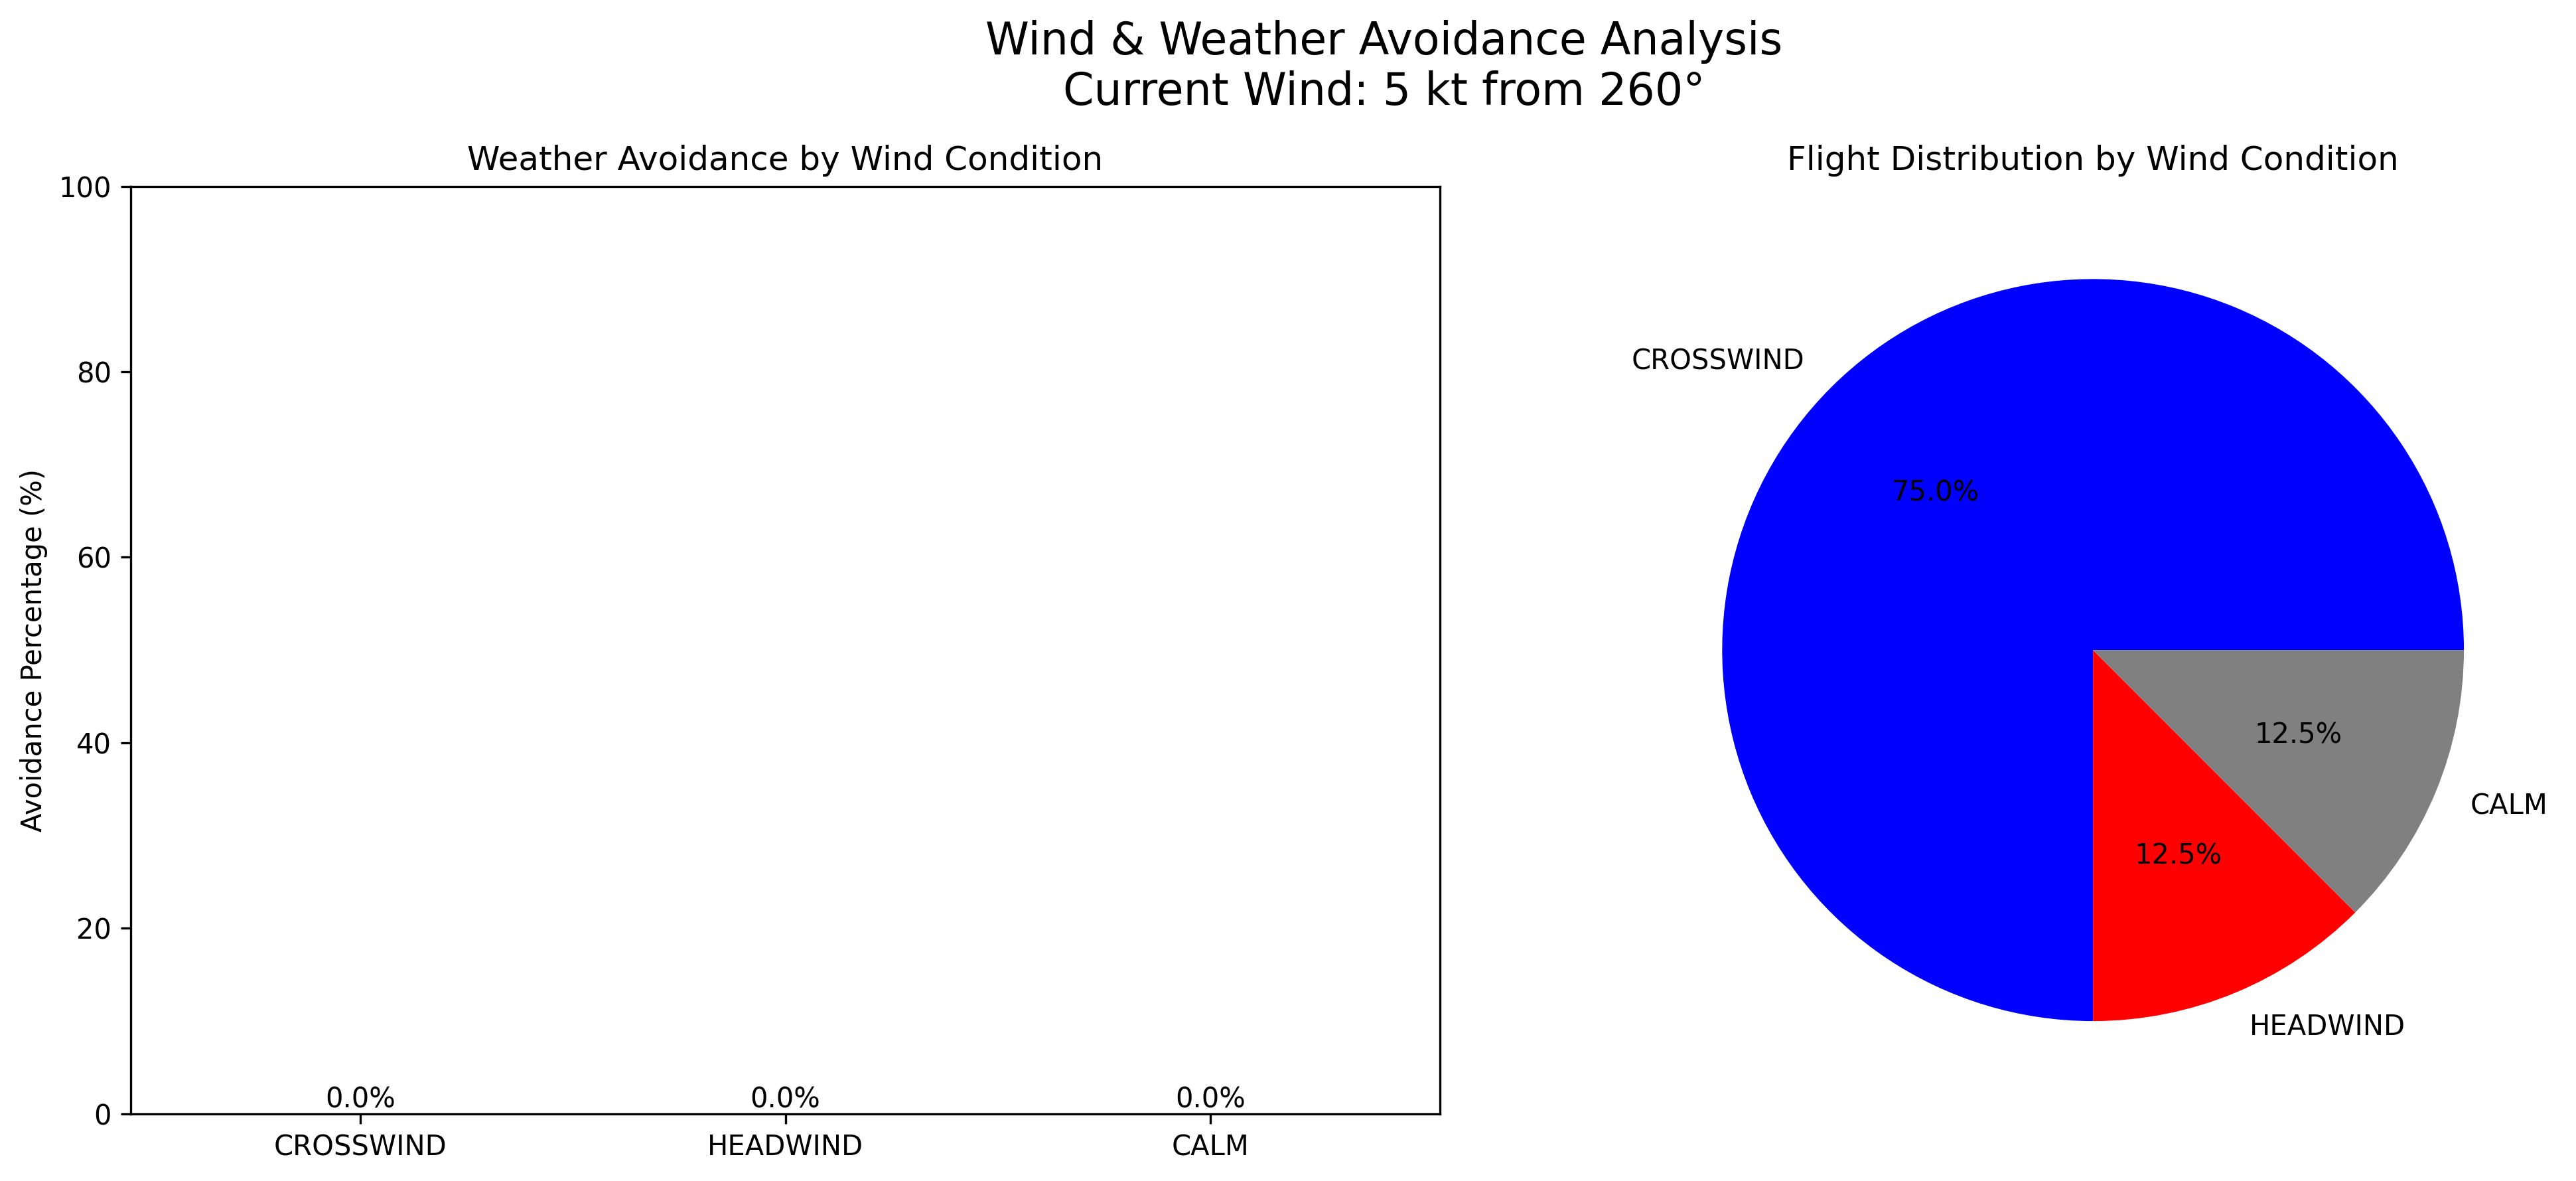 Wind & Weather Avoidance Analysis
Current Wind: 5 kt from 260°
Weather Avoidance by Wind Condition
Avoidance Percentage (%)
100
80
60
40
20
0
0.0%
0.0%
0.0%
CROSSWIND
HEADWIND
CALM
Flight Distribution by Wind Condition
CROSSWIND
75.0%
12.5%
CALM
12.5%
HEADWIND